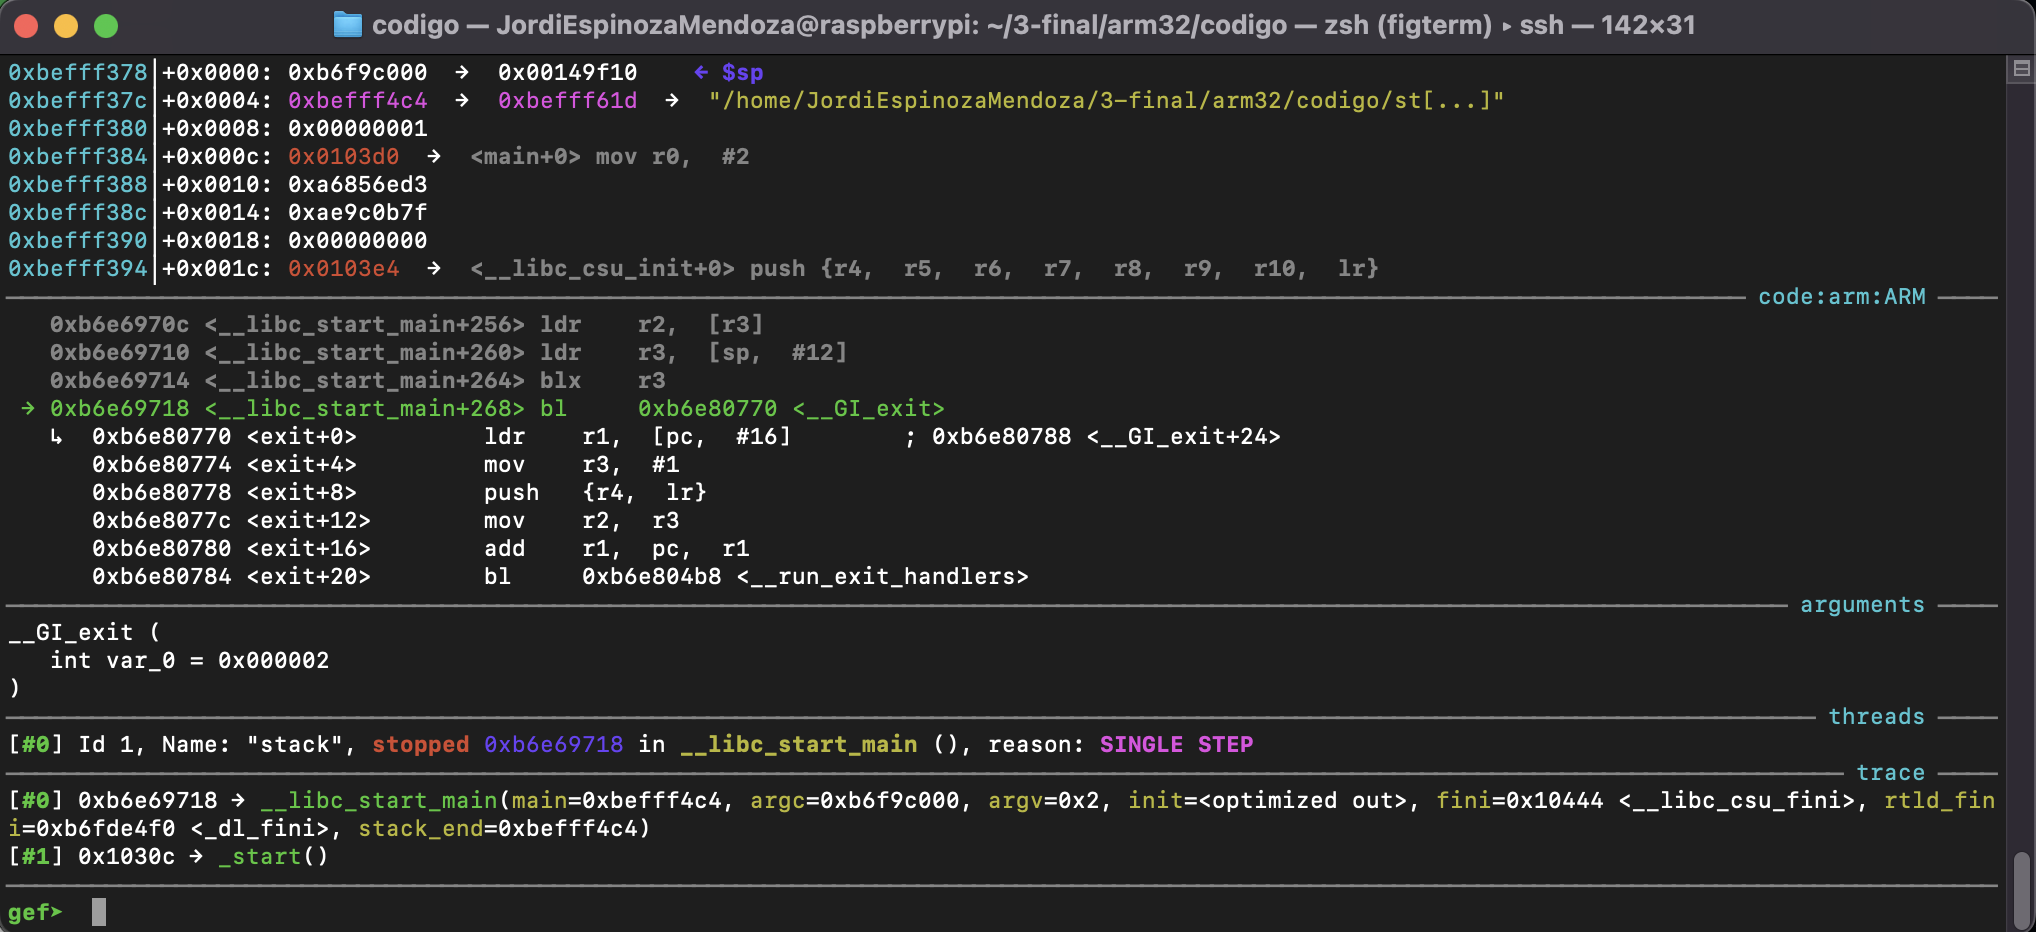 codigo — JordiEspinozaMendoza@raspberrypi: ~/3-final/arm32/codigo — zsh (figterm) ▸ ssh — 142×31
0xbefff378│+0x0000: 0xb6f9c000  →  0x00149f10    ← $sp
0xbefff37c│+0x0004: 0xbefff4c4  →  0xbefff61d  →  "/home/JordiEspinozaMendoza/3-final/arm32/codigo/st[...]"
0xbefff380│+0x0008: 0x00000001
0xbefff384│+0x000c: 0x0103d0  →  <main+0> mov r0,  #2
0xbefff388│+0x0010: 0xa6856ed3
0xbefff38c│+0x0014: 0xae9c0b7f
0xbefff390│+0x0018: 0x00000000
0xbefff394│+0x001c: 0x0103e4  →  <__libc_csu_init+0> push {r4,  r5,  r6,  r7,  r8,  r9,  r10,  lr}
code:arm:ARM
0xb6e6970c <__libc_start_main+256> ldr    r2,  [r3]
0xb6e69710 <__libc_start_main+260> ldr    r3,  [sp,  #12]
0xb6e69714 <__libc_start_main+264> blx    r3
→ 0xb6e69718 <__libc_start_main+268> bl     0xb6e80770 <__GI_exit>
↳  0xb6e80770 <exit+0>         ldr    r1,  [pc,  #16]        ; 0xb6e80788 <__GI_exit+24>
0xb6e80774 <exit+4>         mov    r3,  #1
0xb6e80778 <exit+8>         push   {r4,  lr}
0xb6e8077c <exit+12>        mov    r2,  r3
0xb6e80780 <exit+16>        add    r1,  pc,  r1
0xb6e80784 <exit+20>        bl     0xb6e804b8 <__run_exit_handlers>
arguments
__GI_exit (
int var_0 = 0x000002
)
threads
[#0] Id 1, Name: "stack", stopped 0xb6e69718 in __libc_start_main (), reason: SINGLE STEP
trace
[#0] 0xb6e69718 → __libc_start_main(main=0xbefff4c4, argc=0xb6f9c000, argv=0x2, init=<optimized out>, fini=0x10444 <__libc_csu_fini>, rtld_fin
i=0xb6fde4f0 <_dl_fini>, stack_end=0xbefff4c4)
[#1] 0x1030c → _start()
gef➤